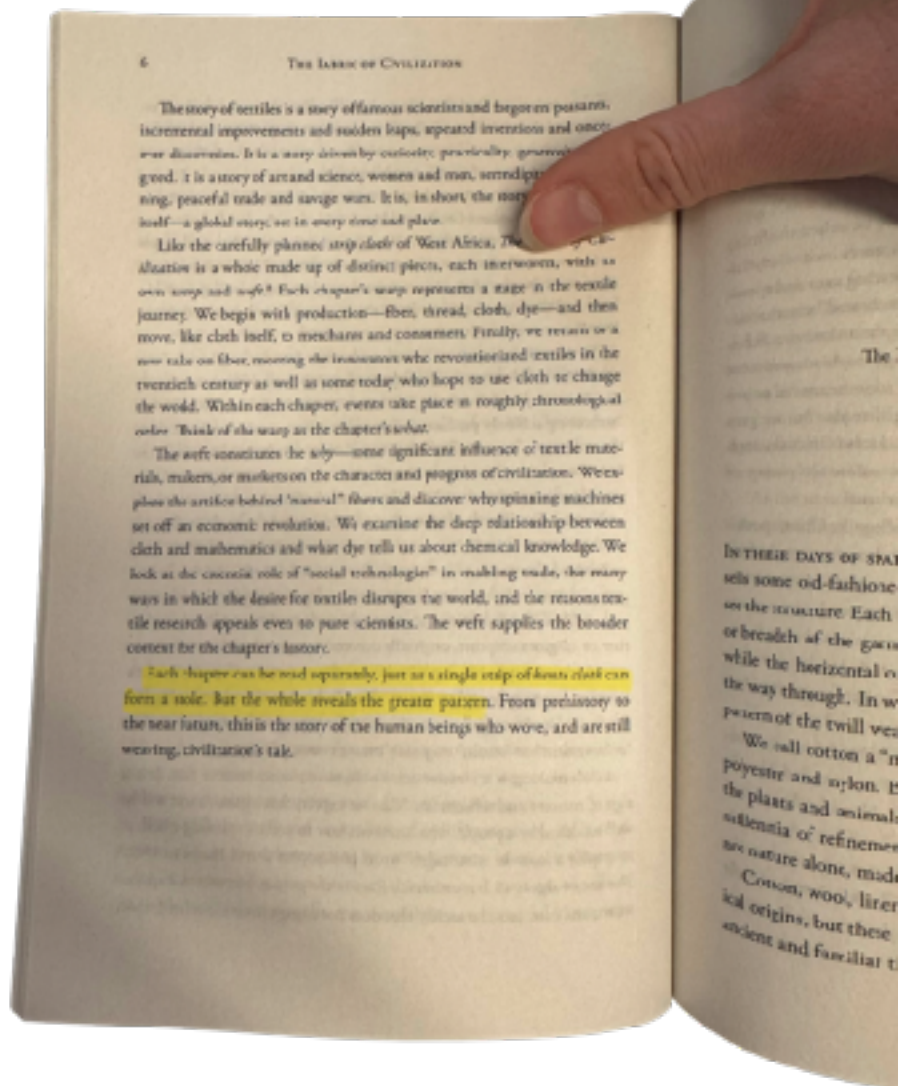 6 THE FABRIC OF CIVILIZATION
The story of textiles is a story of famous scientists and forgotten peasants,
incremental improvements and sudden leaps, repeated inventions and once-
ever discoveries. It is a story driven by curiosity, practicality, generosity,
greed. It is a story of art and science, women and men,
ning, peaceful trade and savage wars. It is, in short, the story
itself—a global story, set in every time and place.
Like the carefully planned strip cloth of West Africa, The Ci-
vilization is a whole made up of distinct pieces, each interwoven, with its
own warp and weft. Each chapter's warp represents a stage in the textile
journey. We begin with production—fiber, thread, cloth, dye—and then
move, like cloth itself, to merchants and consumers. Finally, we return to a
new take on fiber, meeting the innovators who revolutionized textiles in the
twentieth century as well as some today who hope to use cloth to change
the world. Within each chapter, events take place in roughly chronological
order. Think of the warp as the chapter's what.
The weft constitutes the why—some significant influence of textile mate-
rials, makers, or markets on the character and progress of civilization. We ex-
plore the artifice behind "natural" fibers and discover why spinning machines
set off an economic revolution. We examine the deep relationship between
cloth and mathematics and what dye tells us about chemical knowledge. We
look at the essential role of "social technologies" in enabling trade, the many
ways in which the desire for textiles disrupts the world, and the reasons tex-
tile research appeals even to pure scientists. The weft supplies the broader
context for the chapter's history.
Each chapter can be read separately, just as a single strip of kente cloth can
form a stole. But the whole reveals the greater pattern. From prehistory to
the near future, this is the story of the human beings who wove, and are still
weaving, civilization's tale.
The
IN THESE DAYS OF
some old-fashione
the structure. Each
or breadth of the
while the horizontal
the way through. In
pattern of the twill
We call cotton a
polyester and nylon.
the plants and animals
millennia of refineme
not nature alone, made
Cotton, wool, linen
ical origins, but these
ancient and familiar